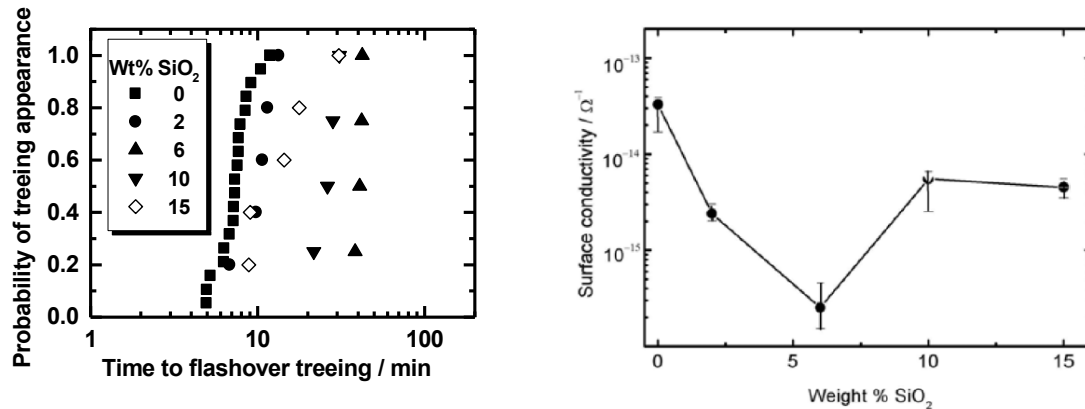 Probability of treeing appearance
1.0
0.8
0.6
0.4
0.2
0.0
Wt% SiO₂
0
2
6
10
15
1 10 100
Time to flashover treeing / min
Surface conductivity / Ω⁻¹
10⁻¹³
10⁻¹⁴
10⁻¹⁵
0 5 10 15
Weight % SiO₂